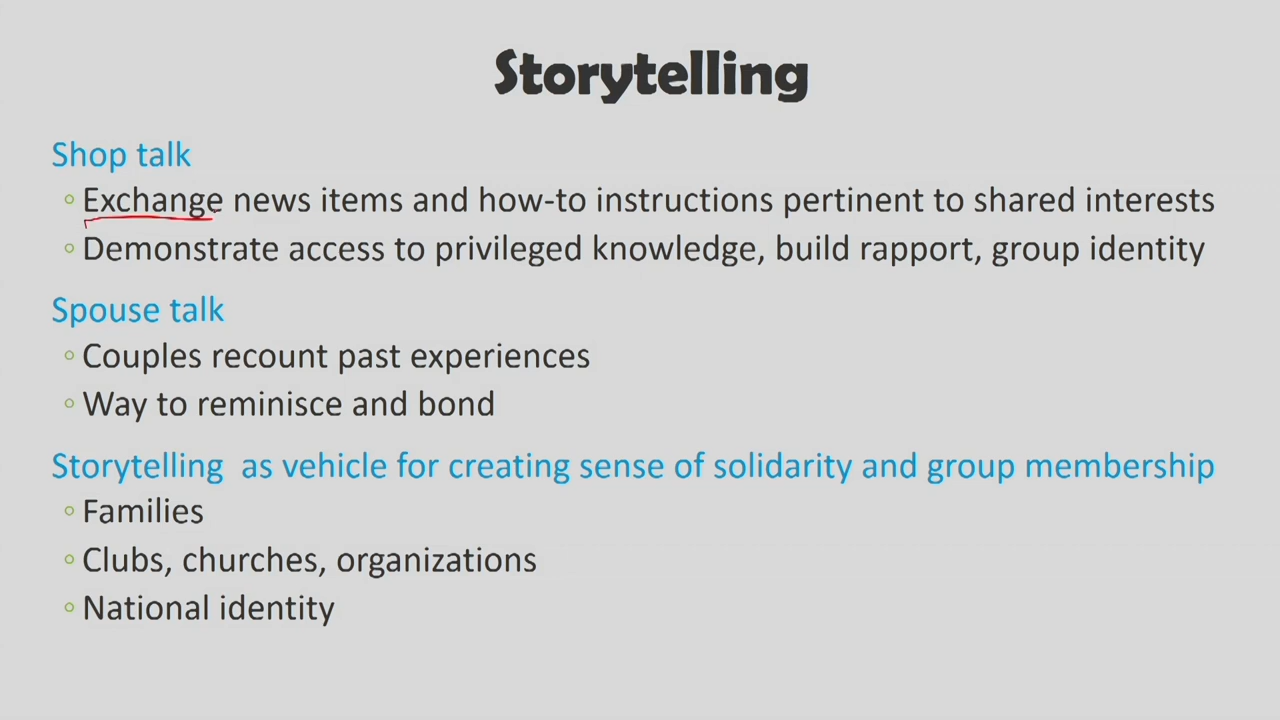 Storytelling
Shop talk
◦ Exchange news items and how-to instructions pertinent to shared interests
◦ Demonstrate access to privileged knowledge, build rapport, group identity
Spouse talk
◦ Couples recount past experiences
◦ Way to reminisce and bond
Storytelling  as vehicle for creating sense of solidarity and group membership
◦ Families
◦ Clubs, churches, organizations
◦ National identity